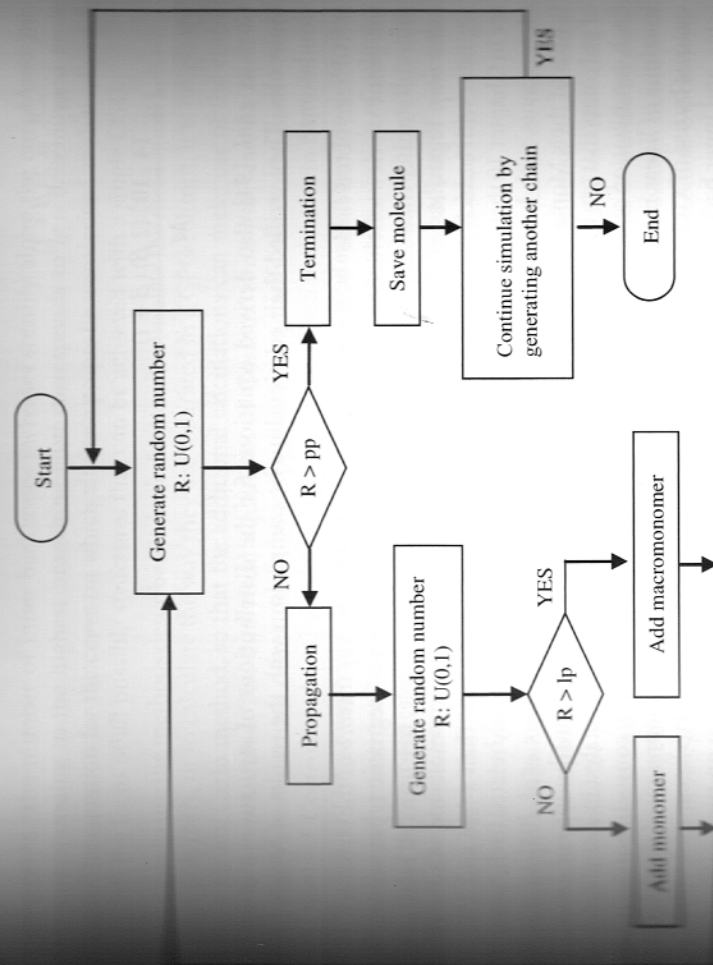 Start
Generate random number
R: U(0,1)
R > pp
YES
NO
Termination
Save molecule
Continue simulation by
generating another chain
YES
NO
End
Propagation
Generate random number
R: U(0,1)
R > lp
NO
YES
Add monomer
Add macromonomer